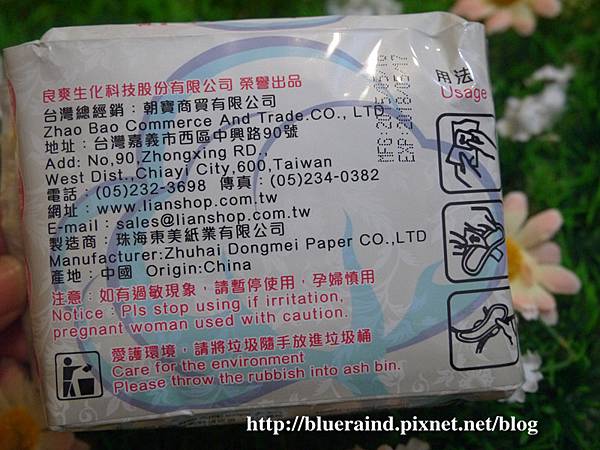 良爽生化科技股份有限公司 榮譽出品
台灣總經銷：朝寶商貿有限公司
Zhao Bao Commerce And Trade.CO., LTD
地址：台灣嘉義市西區中興路90號
Add: No,90,Zhongxing RD.
West Dist.,Chiayi City,600,Taiwan
電話：(05)232-3698 傳真：(05)234-0382
網址：www.lianshop.com.tw
E-mail：sales@lianshop.com.tw
製造商：珠海東美紙業有限公司
Manufacturer:Zhuhai Dongmei Paper CO.,LTD
產地：中國 Origin:China
注意：如有過敏現象，請暫停使用，孕婦慎用
Notice：Pls stop using if irritation,
pregnant woman used with caution.
愛護環境，請將垃圾隨手放進垃圾桶
Care for the environment
Please throw the rubbish into ash bin.
MFG:
EXP:
用法
Usage
http://blueraind.pixnet.net/blog